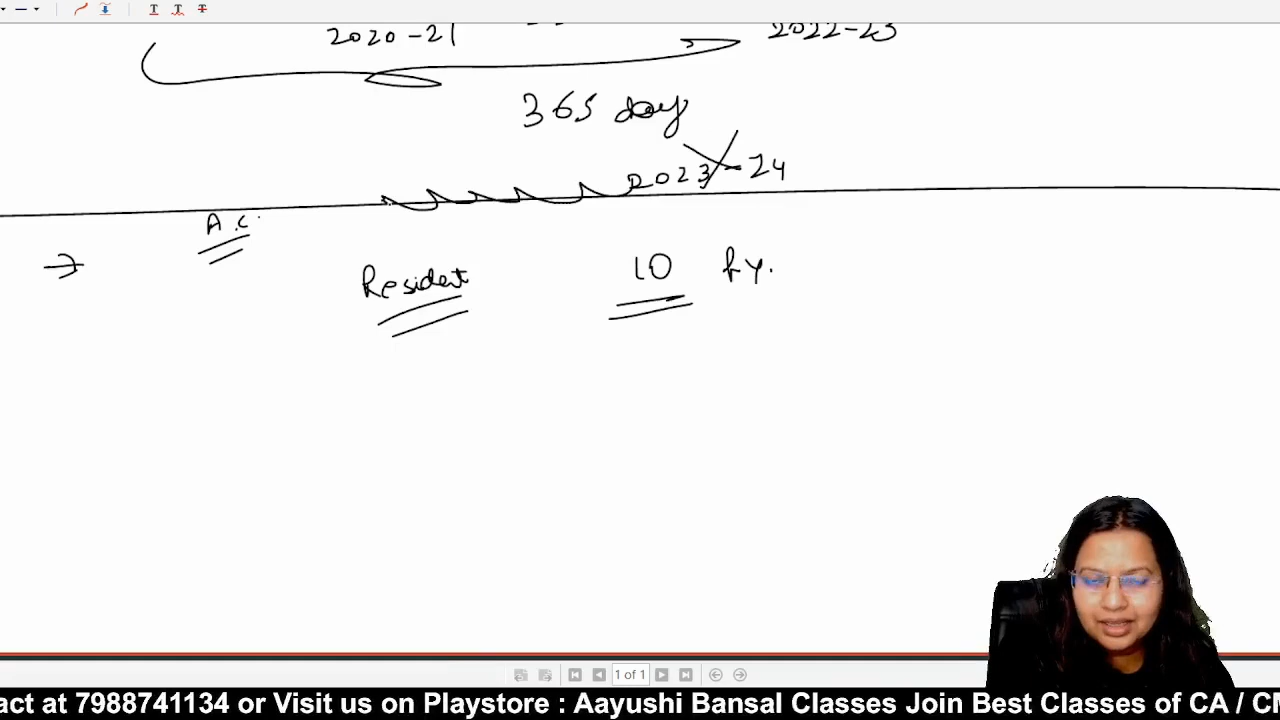 2020-21 2022-23
365 day
2023-24
A.C.
Resident 10 f.y.
1 of 1
act at 7988741134 or Visit us on Playstore : Aayushi Bansal Classes Join Best Classes of CA / C